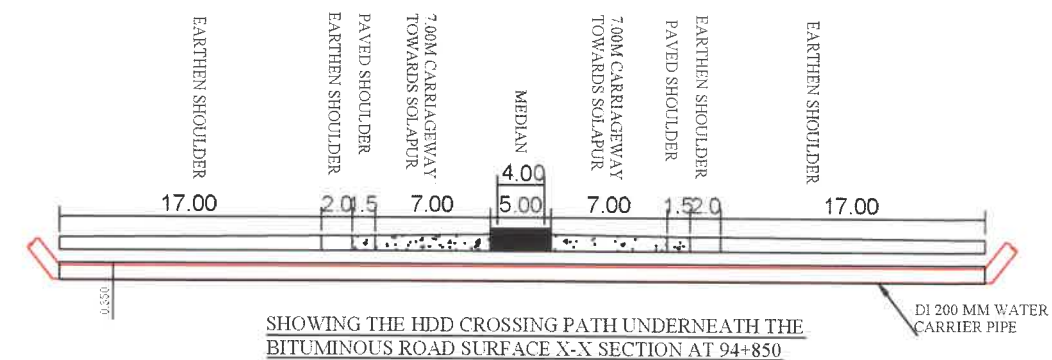 EARTHEN SHOULDER
EARTHEN SHOULDER
PAVED SHOULDER
7.00M CARRIAGEWAY
TOWARDS SOLAPUR
MEDIAN
7.00M CARRIAGEWAY
TOWARDS SOLAPUR
PAVED SHOULDER
EARTHEN SHOULDER
EARTHEN SHOULDER
4.00
17.00 2.0 1.5 7.00 5.00 7.00 1.5 2.0 17.00
0.350
DI 200 MM WATER
CARRIER PIPE
SHOWING THE HDD CROSSING PATH UNDERNEATH THE
BITUMINOUS ROAD SURFACE X-X SECTION AT 94+850